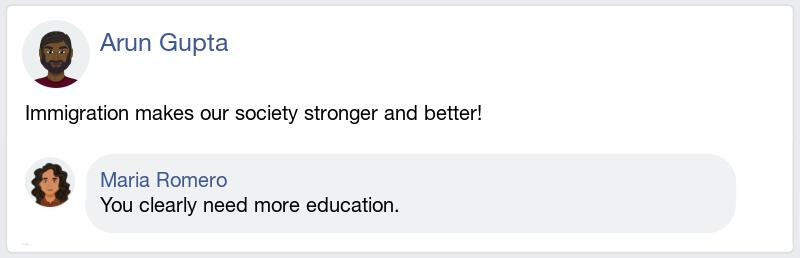 Arun Gupta
Immigration makes our society stronger and better!
Maria Romero
You clearly need more education.